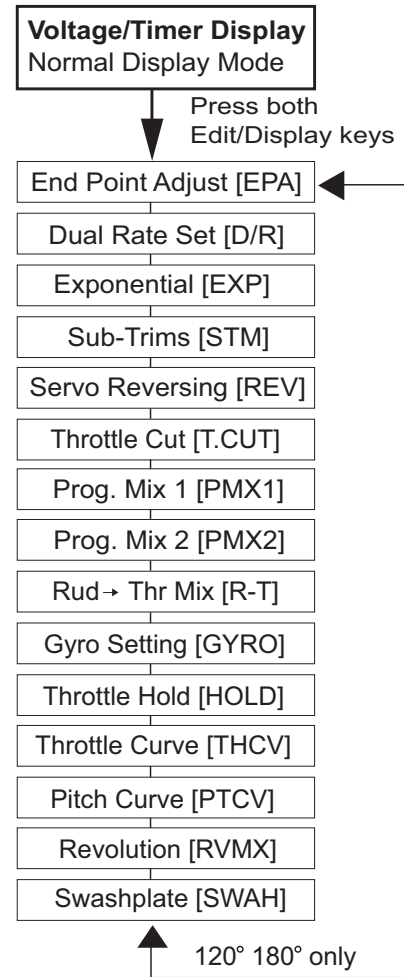 Voltage/Timer Display
Normal Display Mode
Press both
Edit/Display keys
End Point Adjust [EPA]
Dual Rate Set [D/R]
Exponential [EXP]
Sub-Trims [STM]
Servo Reversing [REV]
Throttle Cut [T.CUT]
Prog. Mix 1 [PMX1]
Prog. Mix 2 [PMX2]
Rud→ Thr Mix [R-T]
Gyro Setting [GYRO]
Throttle Hold [HOLD]
Throttle Curve [THCV]
Pitch Curve [PTCV]
Revolution [RVMX]
Swashplate [SWAH]
120° 180° only